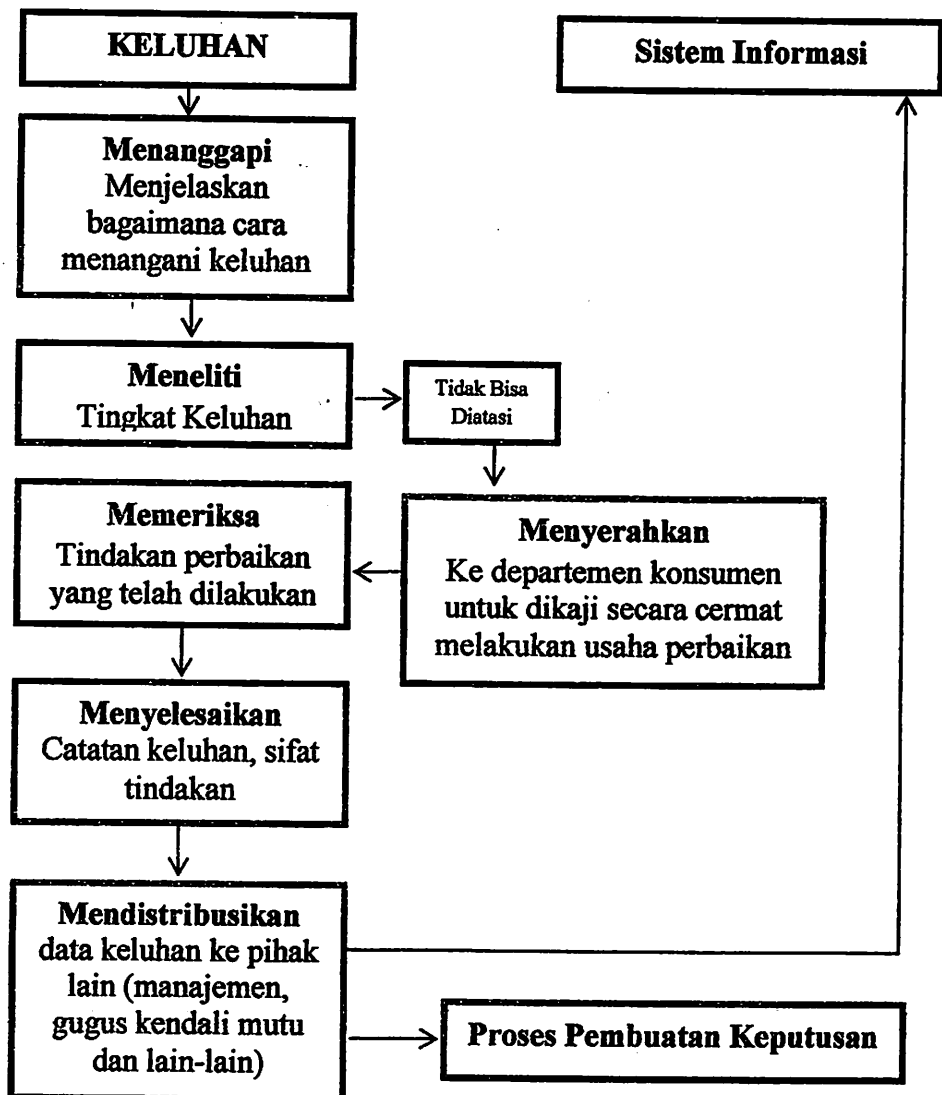 KELUHAN
Sistem Informasi
Menanggapi
Menjelaskan
bagaimana cara
menangani keluhan
Meneliti
Tingkat Keluhan
Tidak Bisa
Diatasi
Memeriksa
Tindakan perbaikan
yang telah dilakukan
Menyerahkan
Ke departemen konsumen
untuk dikaji secara cermat
melakukan usaha perbaikan
Menyelesaikan
Catatan keluhan, sifat
tindakan
Mendistribusikan
data keluhan ke pihak
lain (manajemen,
gugus kendali mutu
dan lain-lain)
Proses Pembuatan Keputusan